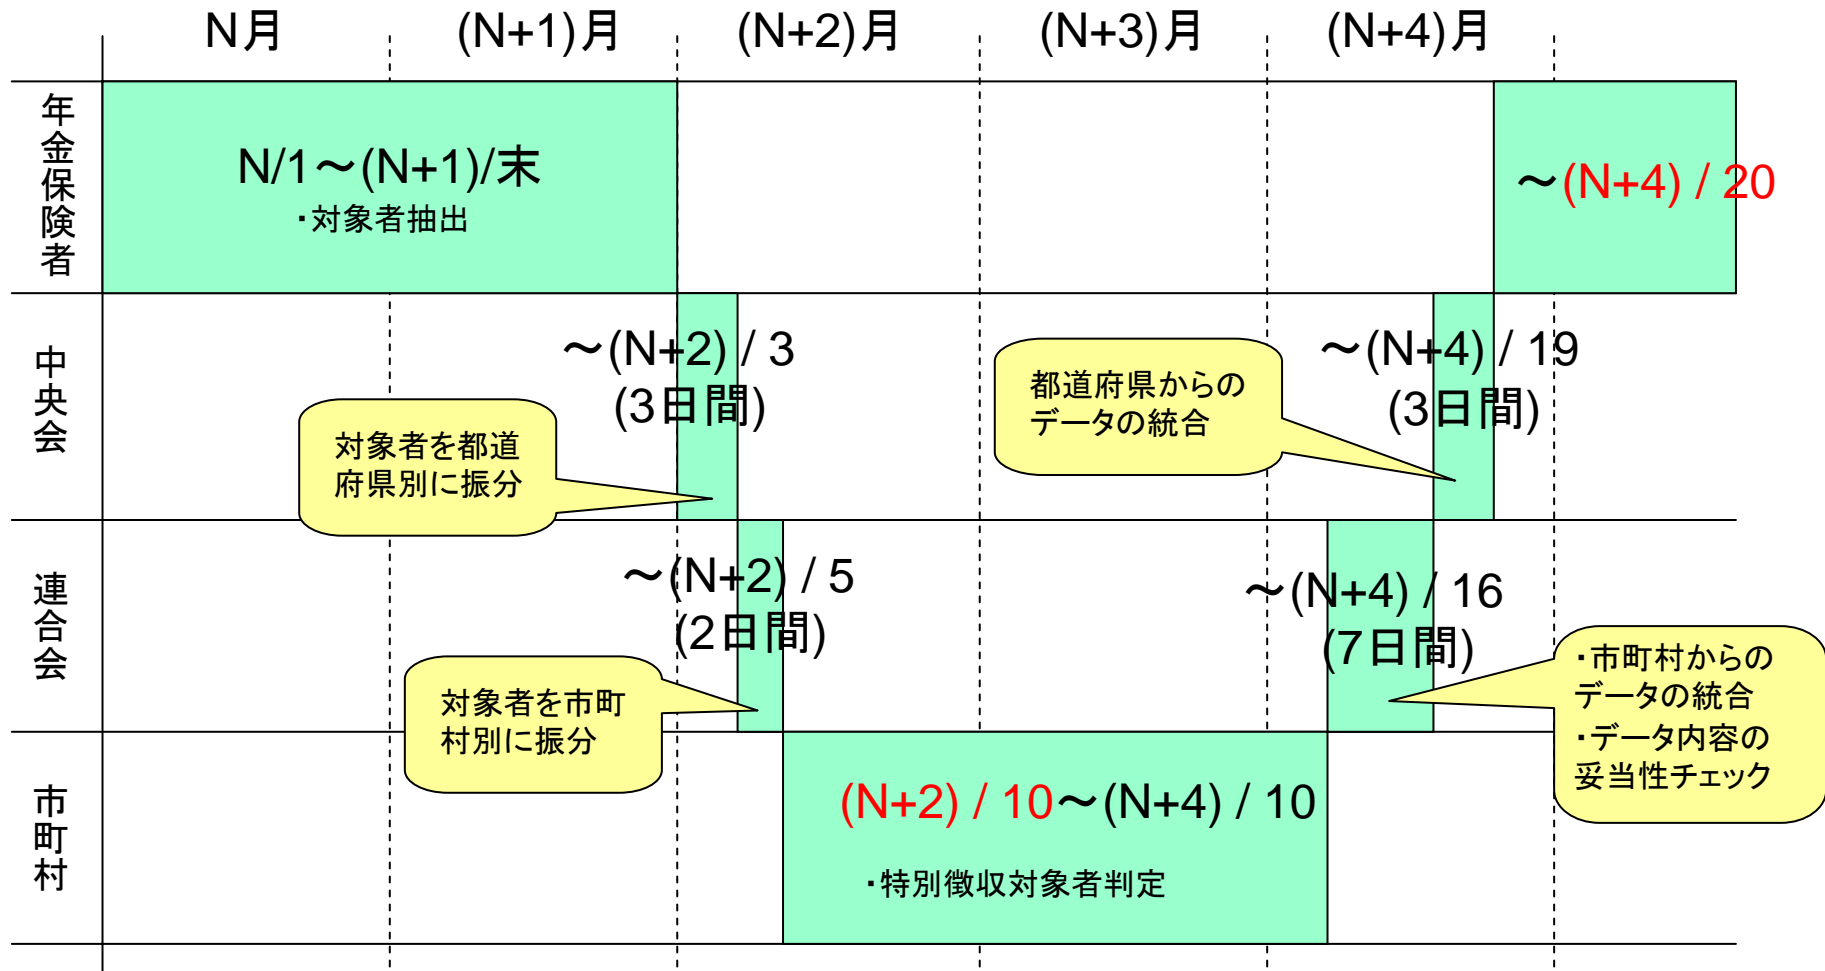 N月
(N+1)月
(N+2)月
(N+3)月
(N+4)月
年金保険者
N/1～(N+1)/末
・対象者抽出
～(N+4) / 20
中央会
～(N+2) / 3
(3日間)
対象者を都道
府県別に振分
都道府県からの
データの統合
～(N+4) / 19
(3日間)
連合会
～(N+2) / 5
(2日間)
対象者を市町
村別に振分
～(N+4) / 16
(7日間)
・市町村からの
データの統合
・データ内容の
妥当性チェック
市町村
(N+2) / 10～(N+4) / 10
・特別徴収対象者判定